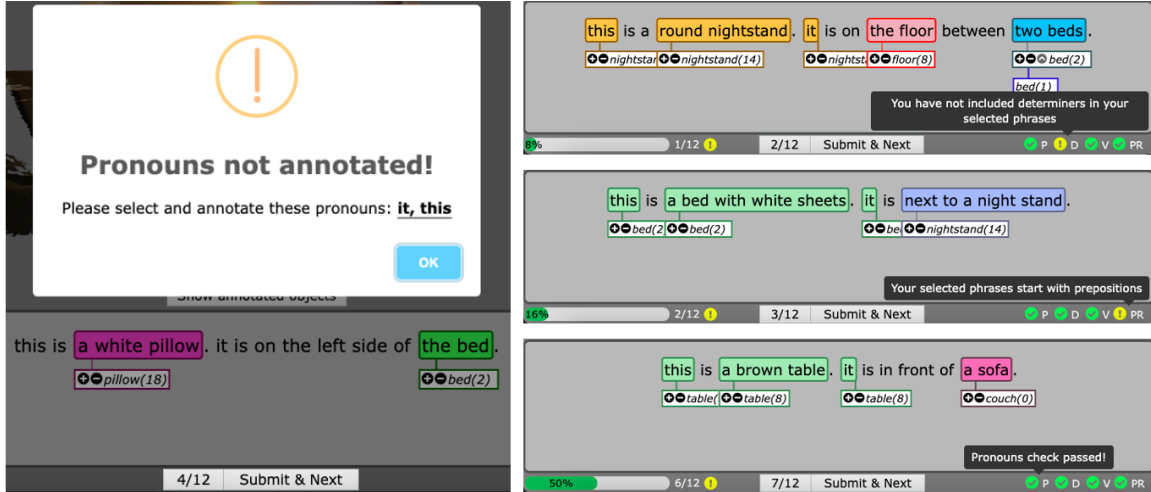 !
Pronouns not annotated!
Please select and annotate these pronouns: it, this
OK
Show annotated objects
this is a white pillow. it is on the left side of the bed.
pillow(18) bed(2)
4/12 Submit & Next
this is a round nightstand. it is on the floor between two beds.
nightstan nightstand(14) nightst floor(8) bed(2)
bed(1)
You have not included determiners in your
selected phrases
8% 1/12 ! 2/12 Submit & Next P ! D V PR
this is a bed with white sheets. it is next to a night stand.
bed(2 bed(2) be nightstand(14)
Your selected phrases start with prepositions
16% 2/12 ! 3/12 Submit & Next P D V ! PR
this is a brown table. it is in front of a sofa.
table( table(8) table(8) couch(0)
Pronouns check passed!
50% 6/12 ! 7/12 Submit & Next P D V PR